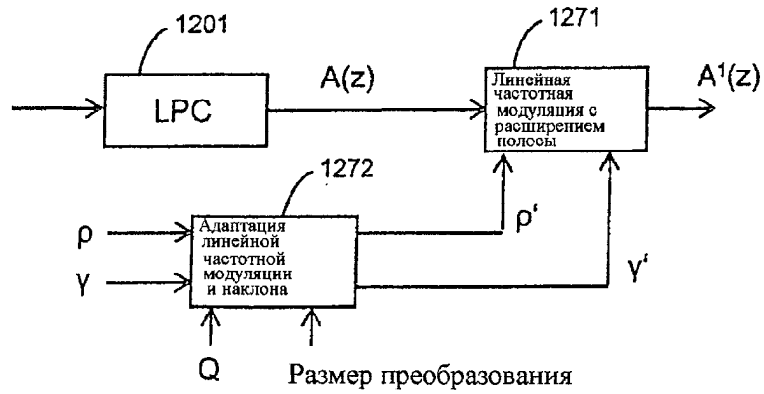 1201
1271
LPC
A(z)
Линейная
частотная
модуляция с
расширением
полосы
A¹(z)
1272
ρ
γ
Адаптация
линейной
частотной
модуляции
и наклона
ρ‘
γ‘
Q
Размер преобразования